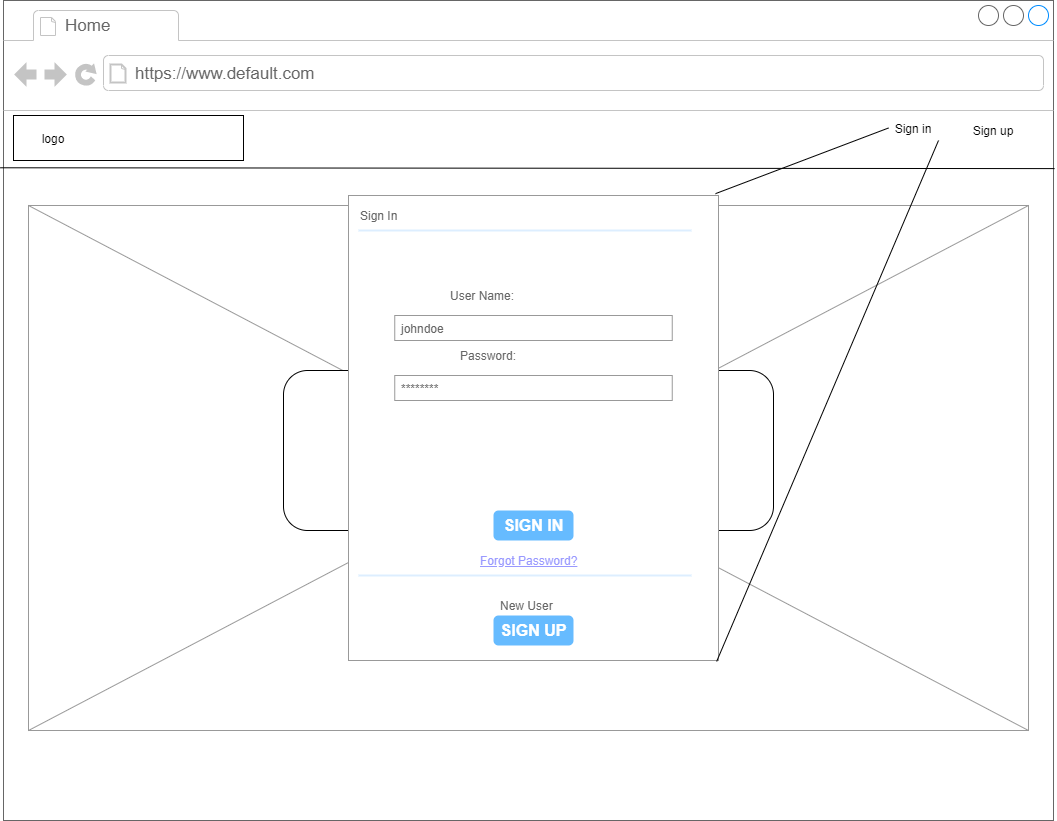 Home
https://www.default.com
logo
Sign in
Sign up
Sign In
User Name:
johndoe
Password:
********
SIGN IN
Forgot Password?
New User
SIGN UP